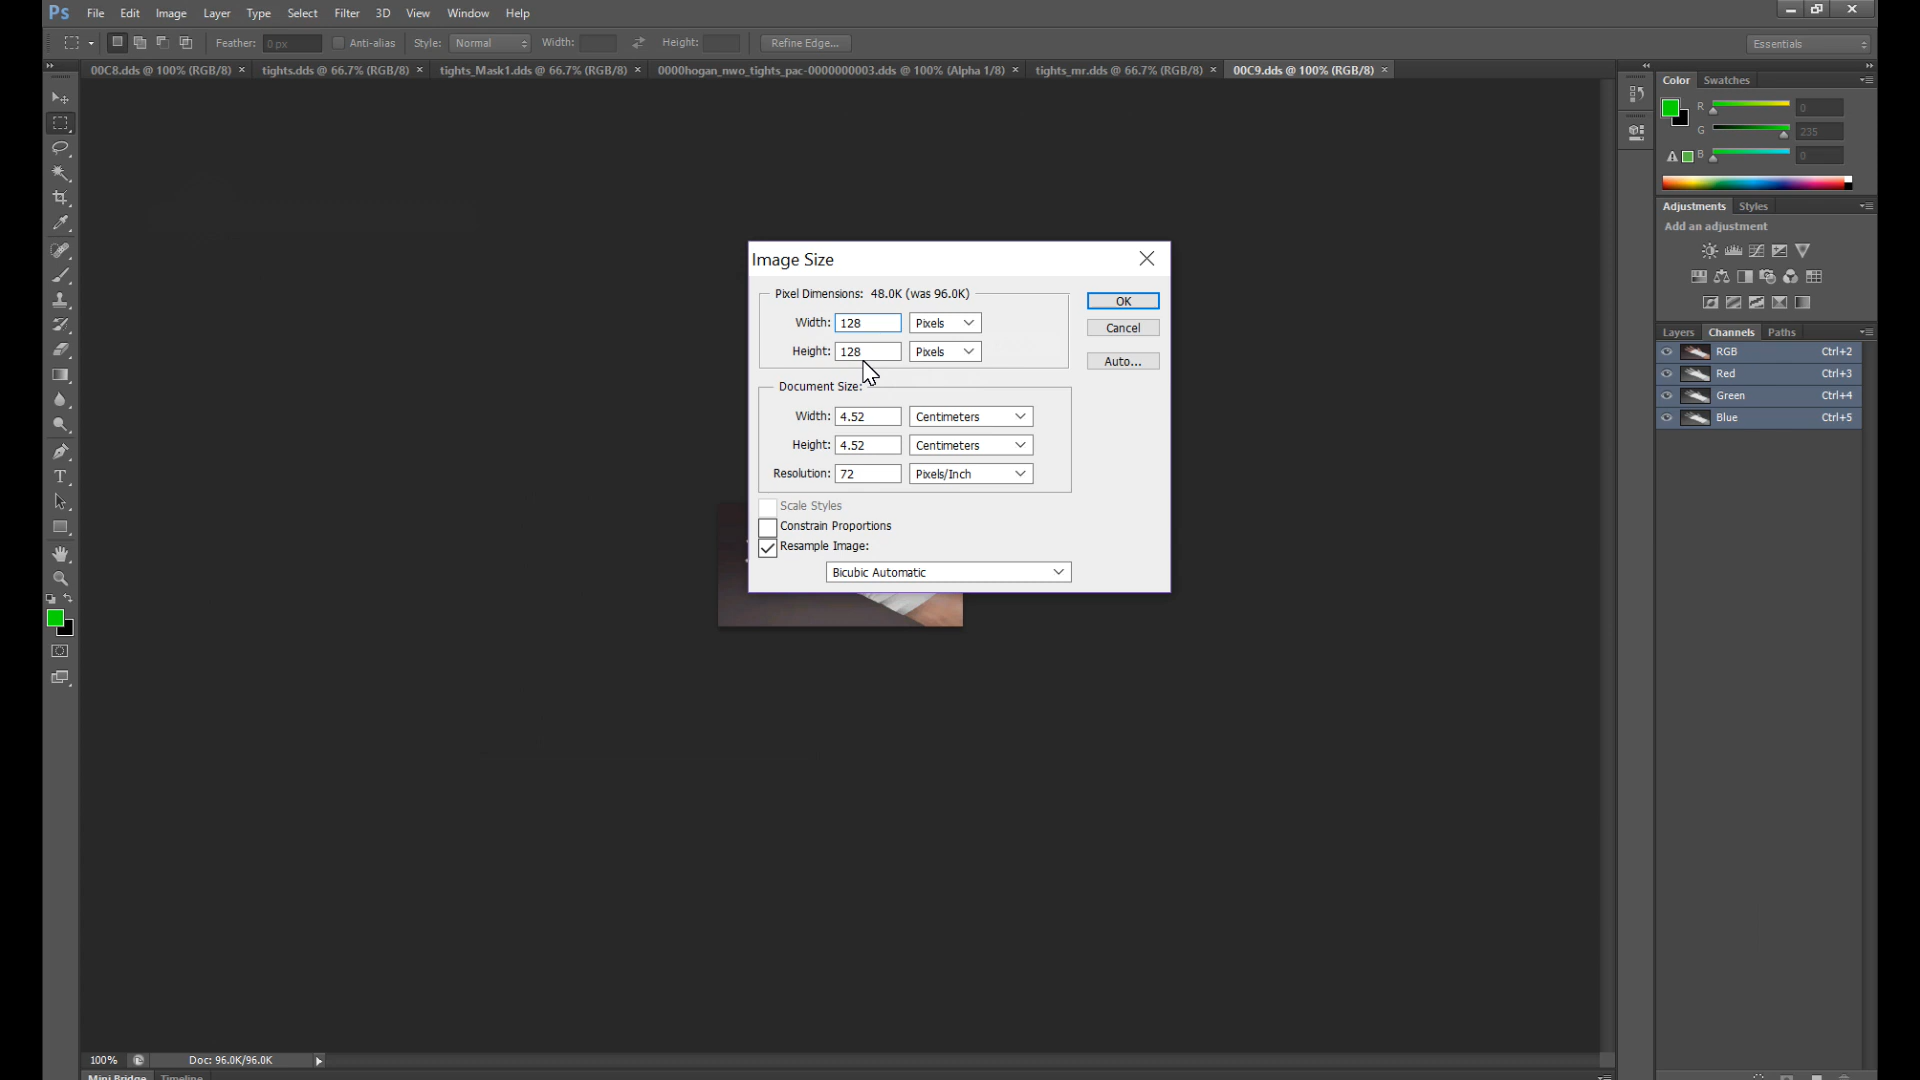 Ps File Edit Image Layer Type Select Filter 3D View Window Help
Feather: 0 px Anti-alias Style: Normal Width: Height: Refine Edge... Essentials
00C8.dds @ 100% (RGB/8) × tights.dds @ 66.7% (RGB/8) × tights_Mask1.dds @ 66.7% (RGB/8) × 0000hogan_nwo_tights_pac-0000000003.dds @ 100% (Alpha 1/8) × tights_mr.dds @ 66.7% (RGB/8) × 00C9.dds @ 100% (RGB/8) ×
Color Swatches
R 0
G 235
B 0
Adjustments Styles
Add an adjustment
Layers Channels Paths
RGB Ctrl+2
Red Ctrl+3
Green Ctrl+4
Blue Ctrl+5
Image Size
Pixel Dimensions: 48.0K (was 96.0K)
Width: 128 Pixels
Height: 128 Pixels
OK
Cancel
Auto...
Document Size:
Width: 4.52 Centimeters
Height: 4.52 Centimeters
Resolution: 72 Pixels/Inch
Scale Styles
Constrain Proportions
Resample Image:
Bicubic Automatic
T
100% Doc: 96.0K/96.0K
Mini Bridge Timeline